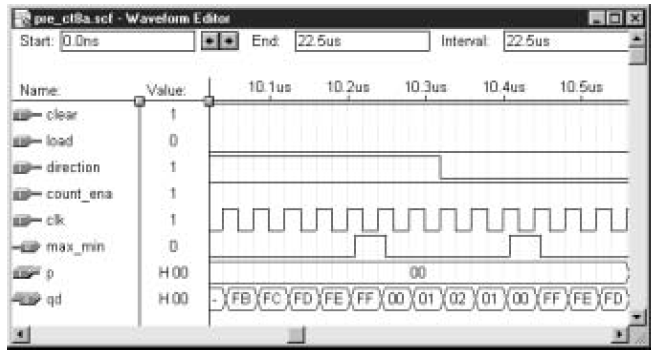 pre_ct8a.scf - Waveform Editor
Start: 0.0ns End: 22.5us Interval: 22.5us
Name: Value: 10.1us 10.2us 10.3us 10.4us 10.5us
clear 1
load 0
direction 1
count_ena 1
clk 1
max_min 0
p H 00 00
qd H 00 - FB FC FD FE FF 00 01 02 01 00 FF FE FD